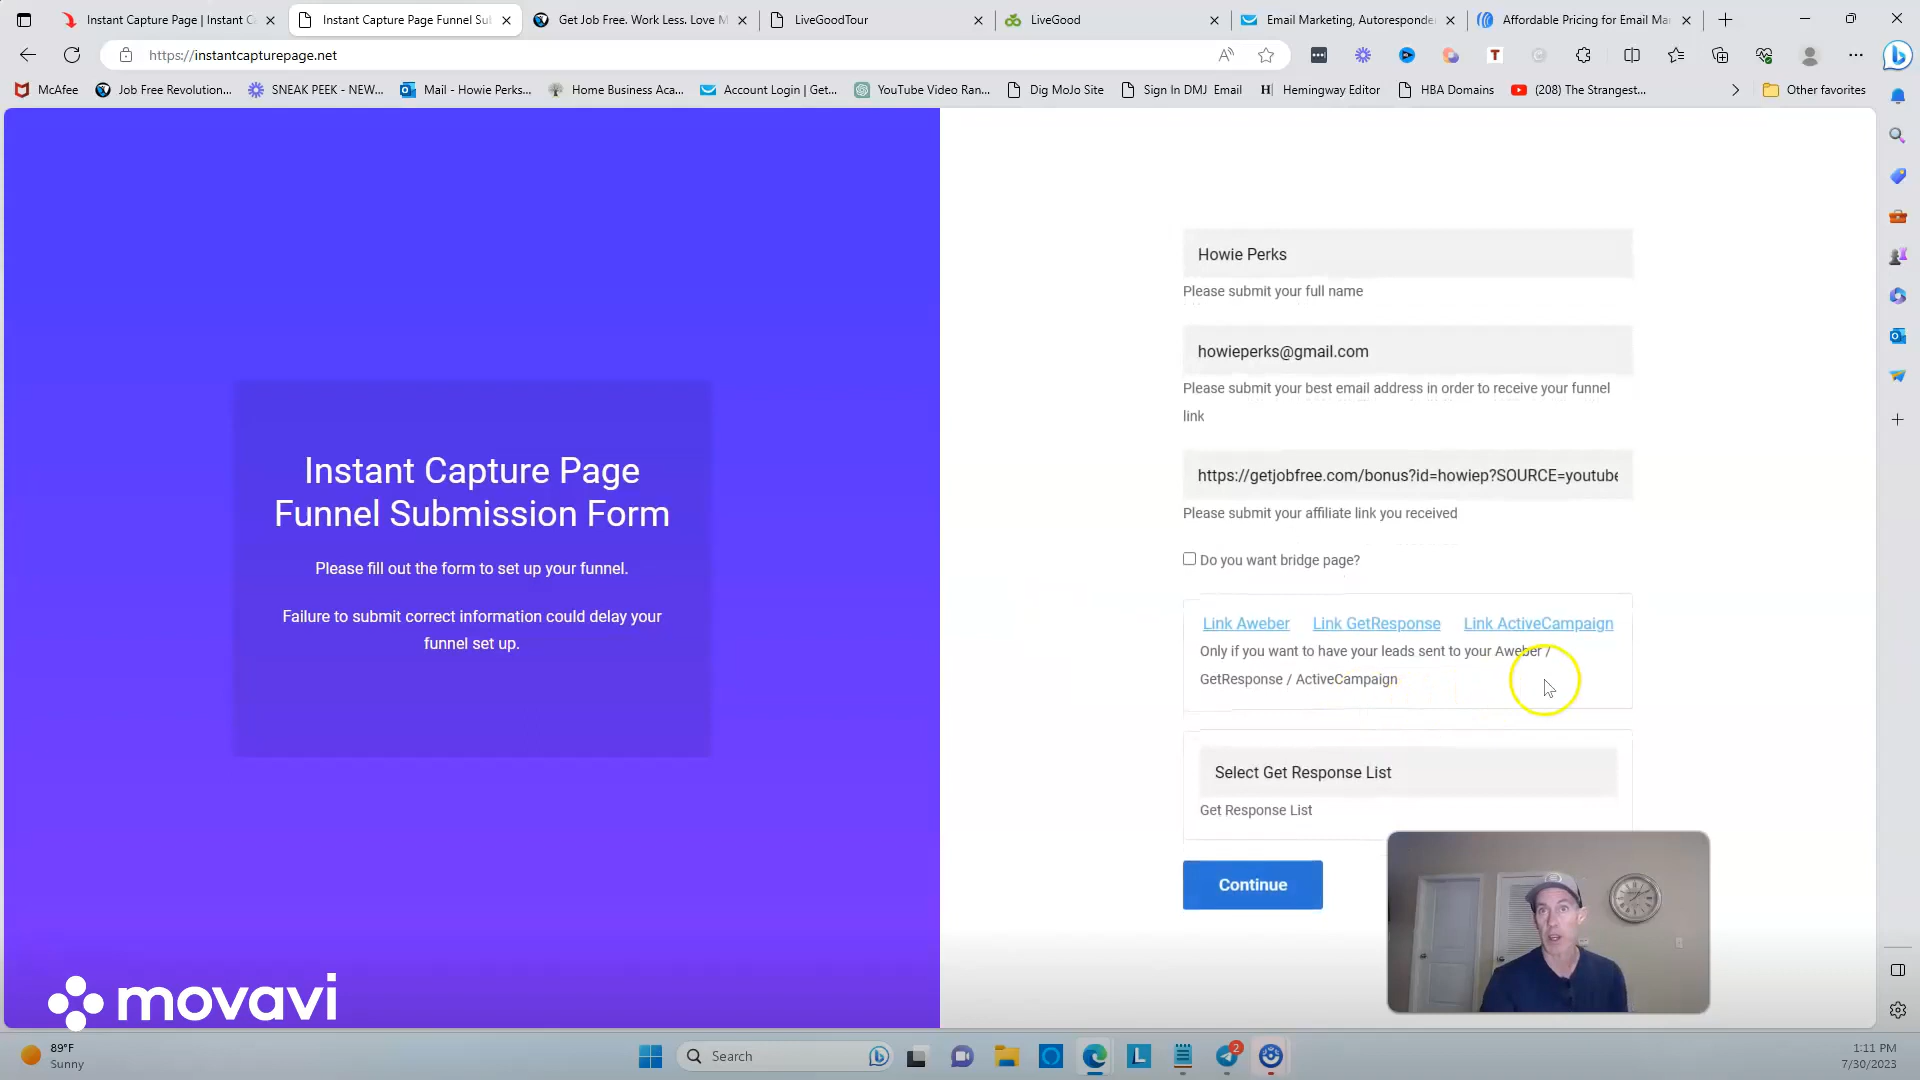 Instant Capture Page | Instant C
Instant Capture Page Funnel Su
Get Job Free. Work Less. Love M
LiveGoodTour
LiveGood
Email Marketing, Autoresponde
Affordable Pricing for Email Ma
https://instantcapturepage.net
McAfee
Job Free Revolution...
SNEAK PEEK - NEW...
Mail - Howie Perks...
Home Business Aca...
Account Login | Get...
YouTube Video Ran...
Dig MoJo Site
Sign In DMJ Email
Hemingway Editor
HBA Domains
(208) The Strangest...
Other favorites
Instant Capture Page
Funnel Submission Form
Please fill out the form to set up your funnel.
Failure to submit correct information could delay your
funnel set up.
Howie Perks
Please submit your full name
howieperks@gmail.com
Please submit your best email address in order to receive your funnel
link
https://getjobfree.com/bonus?id=howiep?SOURCE=youtube
Please submit your affiliate link you received
Do you want bridge page?
Link Aweber Link GetResponse Link ActiveCampaign
Only if you want to have your leads sent to your Aweber /
GetResponse / ActiveCampaign
Select Get Response List
Get Response List
Continue
movavi
89°F
Sunny
Search
L
2
1:11 PM
7/30/2023